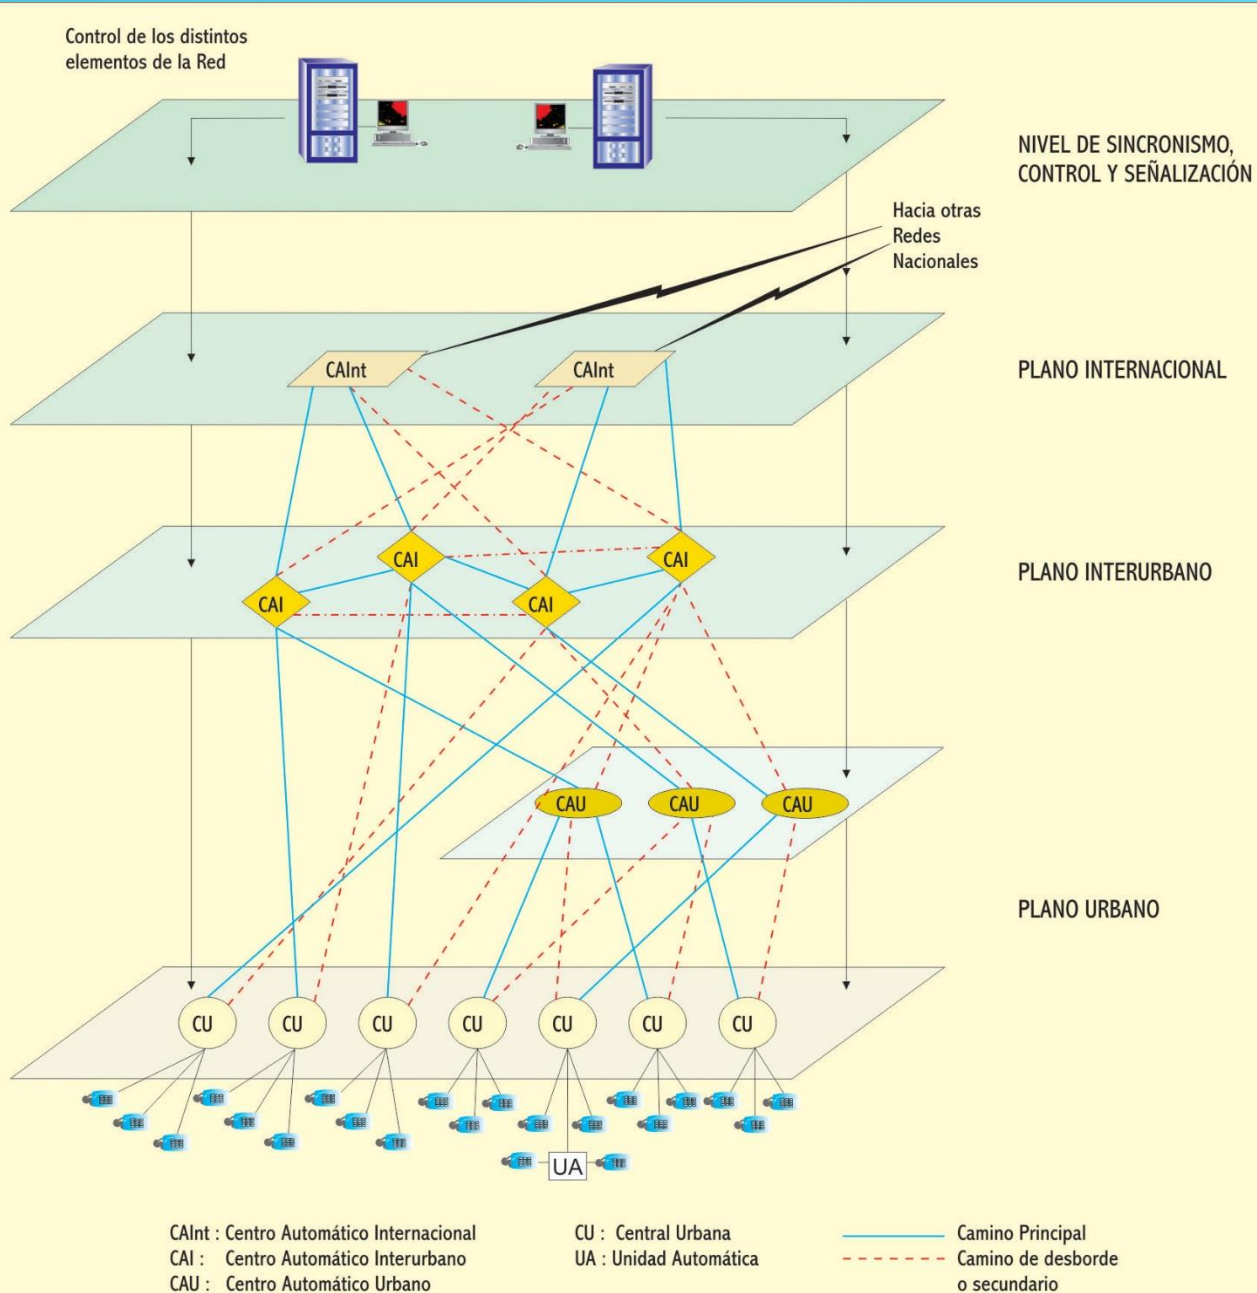 Control de los distintos
elementos de la Red
NIVEL DE SINCRONISMO,
CONTROL Y SEÑALIZACIÓN
Hacia otras
Redes
Nacionales
CAInt
CAInt
PLANO INTERNACIONAL
CAI
CAI
CAI
CAI
PLANO INTERURBANO
CAU
CAU
CAU
PLANO URBANO
CU
CU
CU
CU
CU
CU
CU
UA
CAInt : Centro Automático Internacional
CAI : Centro Automático Interurbano
CAU : Centro Automático Urbano
CU : Central Urbana
UA : Unidad Automática
Camino Principal
Camino de desborde
o secundario